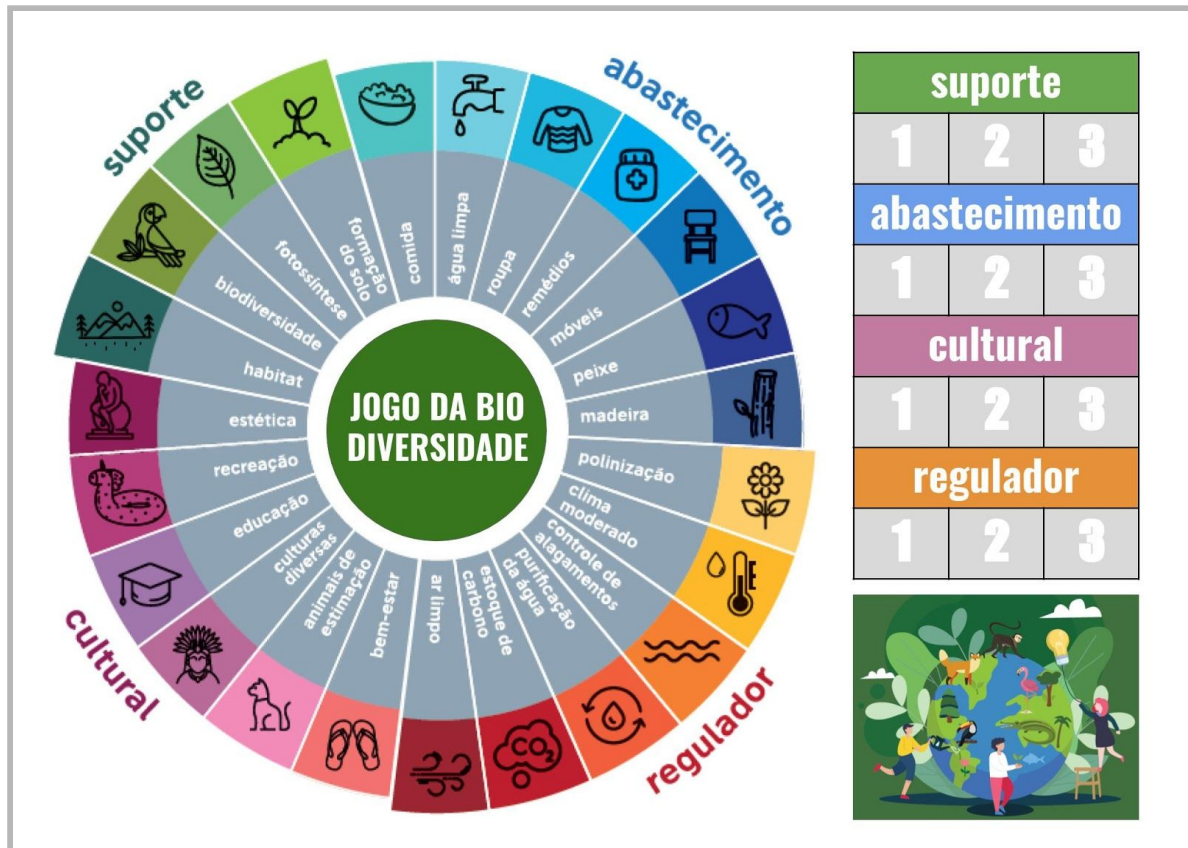 suporte
abastecimento
cultural
regulador
formação
do solo
fotossíntese
biodiversidade
habitat
comida
água limpa
roupa
remédios
móveis
peixe
madeira
polinização
clima
moderado
controle de
alagamentos
purificação
da água
estoque de
carbono
ar limpo
bem-estar
animais de
estimação
culturas
diversas
educação
recreação
estética
CO2
JOGO DA BIO
DIVERSIDADE
suporte
1 2 3
abastecimento
1 2 3
cultural
1 2 3
regulador
1 2 3